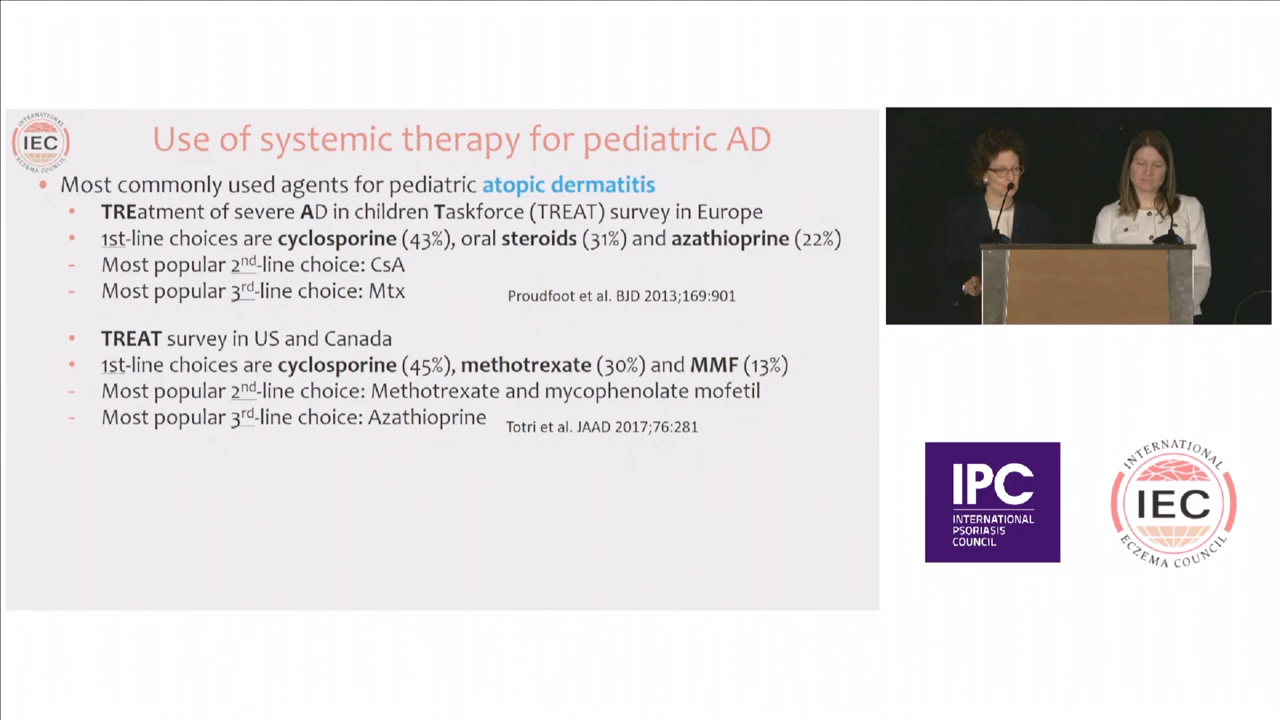 INTERNATIONAL
IEC
ECZEMA COUNCIL
Use of systemic therapy for pediatric AD
• Most commonly used agents for pediatric atopic dermatitis
• TREatment of severe AD in children Taskforce (TREAT) survey in Europe
• 1st-line choices are cyclosporine (43%), oral steroids (31%) and azathioprine (22%)
- Most popular 2nd-line choice: CsA
- Most popular 3rd-line choice: Mtx
Proudfoot et al. BJD 2013;169:901
• TREAT survey in US and Canada
• 1st-line choices are cyclosporine (45%), methotrexate (30%) and MMF (13%)
- Most popular 2nd-line choice: Methotrexate and mycophenolate mofetil
- Most popular 3rd-line choice: Azathioprine
Totri et al. JAAD 2017;76:281
IPC
INTERNATIONAL
PSORIASIS
COUNCIL
INTERNATIONAL
IEC
ECZEMA COUNCIL